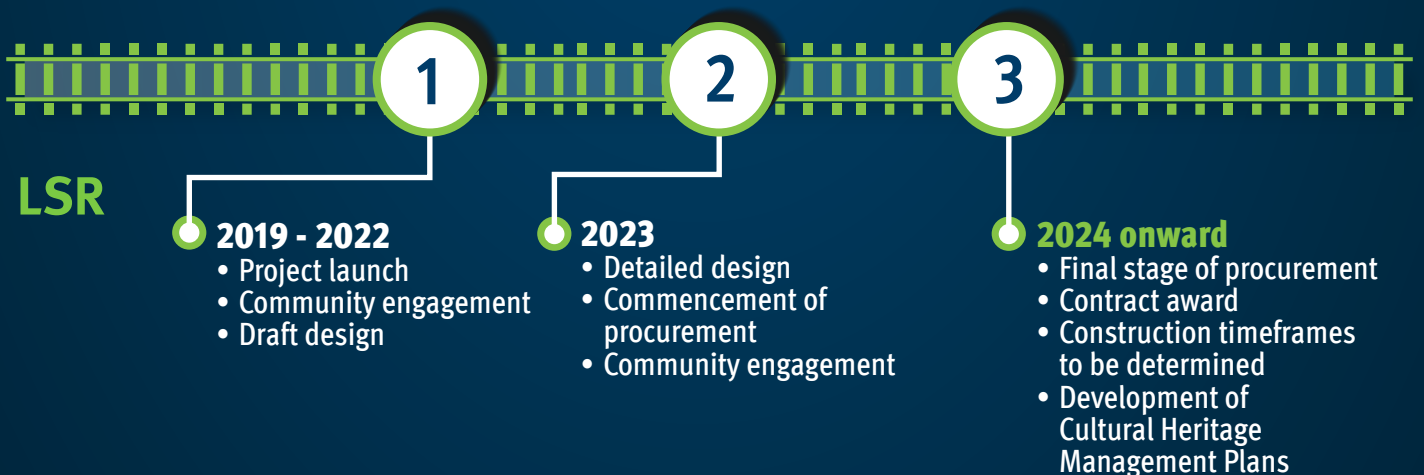 1
2
3
LSR
2019 - 2022
• Project launch
• Community engagement
• Draft design
2023
• Detailed design
• Commencement of
procurement
• Community engagement
2024 onward
• Final stage of procurement
• Contract award
• Construction timeframes
to be determined
• Development of
Cultural Heritage
Management Plans